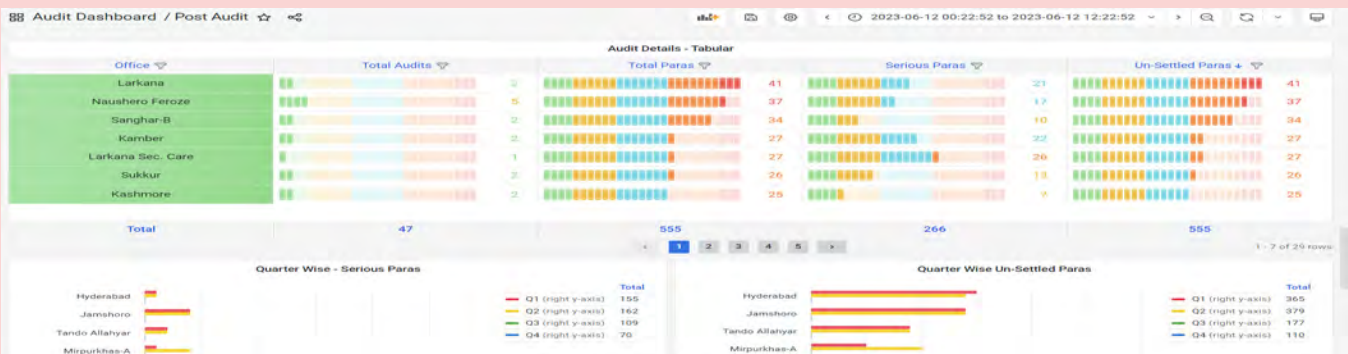 Audit Dashboard / Post Audit
2023-06-12 00:22:52 to 2023-06-12 12:22:52
Audit Details - Tabular
Office Total Audits Total Paras Serious Paras Un-Settled Paras
Larkana 2 41 21 41
Naushero Feroze 5 37 17 37
Sanghar-B 2 34 10 34
Kamber 2 27 22 27
Larkana Sec. Care 1 27 26 27
Sukkur 2 26 13 26
Kashmore 2 25 25
Total 47 555 266 555
1 2 3 4 5
1 - 7 of 29 rows
Quarter Wise - Serious Paras
Hyderabad
Jamshoro
Tando Allahyar
Mirpurkhas-A
Total
Q1 (right y-axis) 155
Q2 (right y-axis) 162
Q3 (right y-axis) 109
Q4 (right y-axis) 70
Quarter Wise Un-Settled Paras
Hyderabad
Jamshoro
Tando Allahyar
Mirpurkhas-A
Total
Q1 (right y-axis) 365
Q2 (right y-axis) 379
Q3 (right y-axis) 177
Q4 (right y-axis) 110